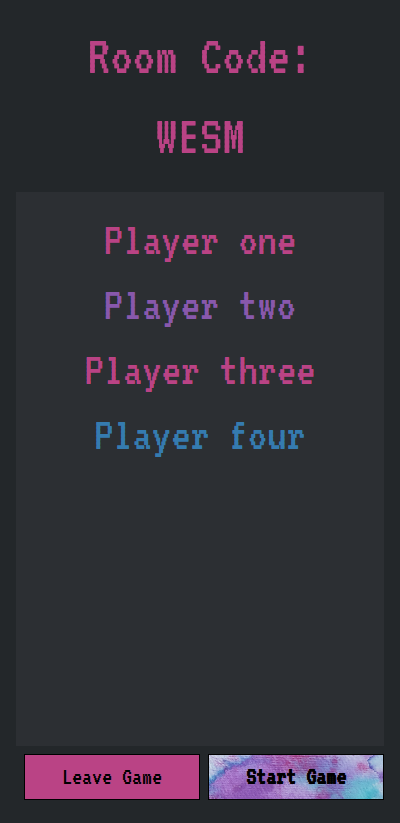 Room Code:
WESM
Player one
Player two
Player three
Player four
Leave Game
Start Game